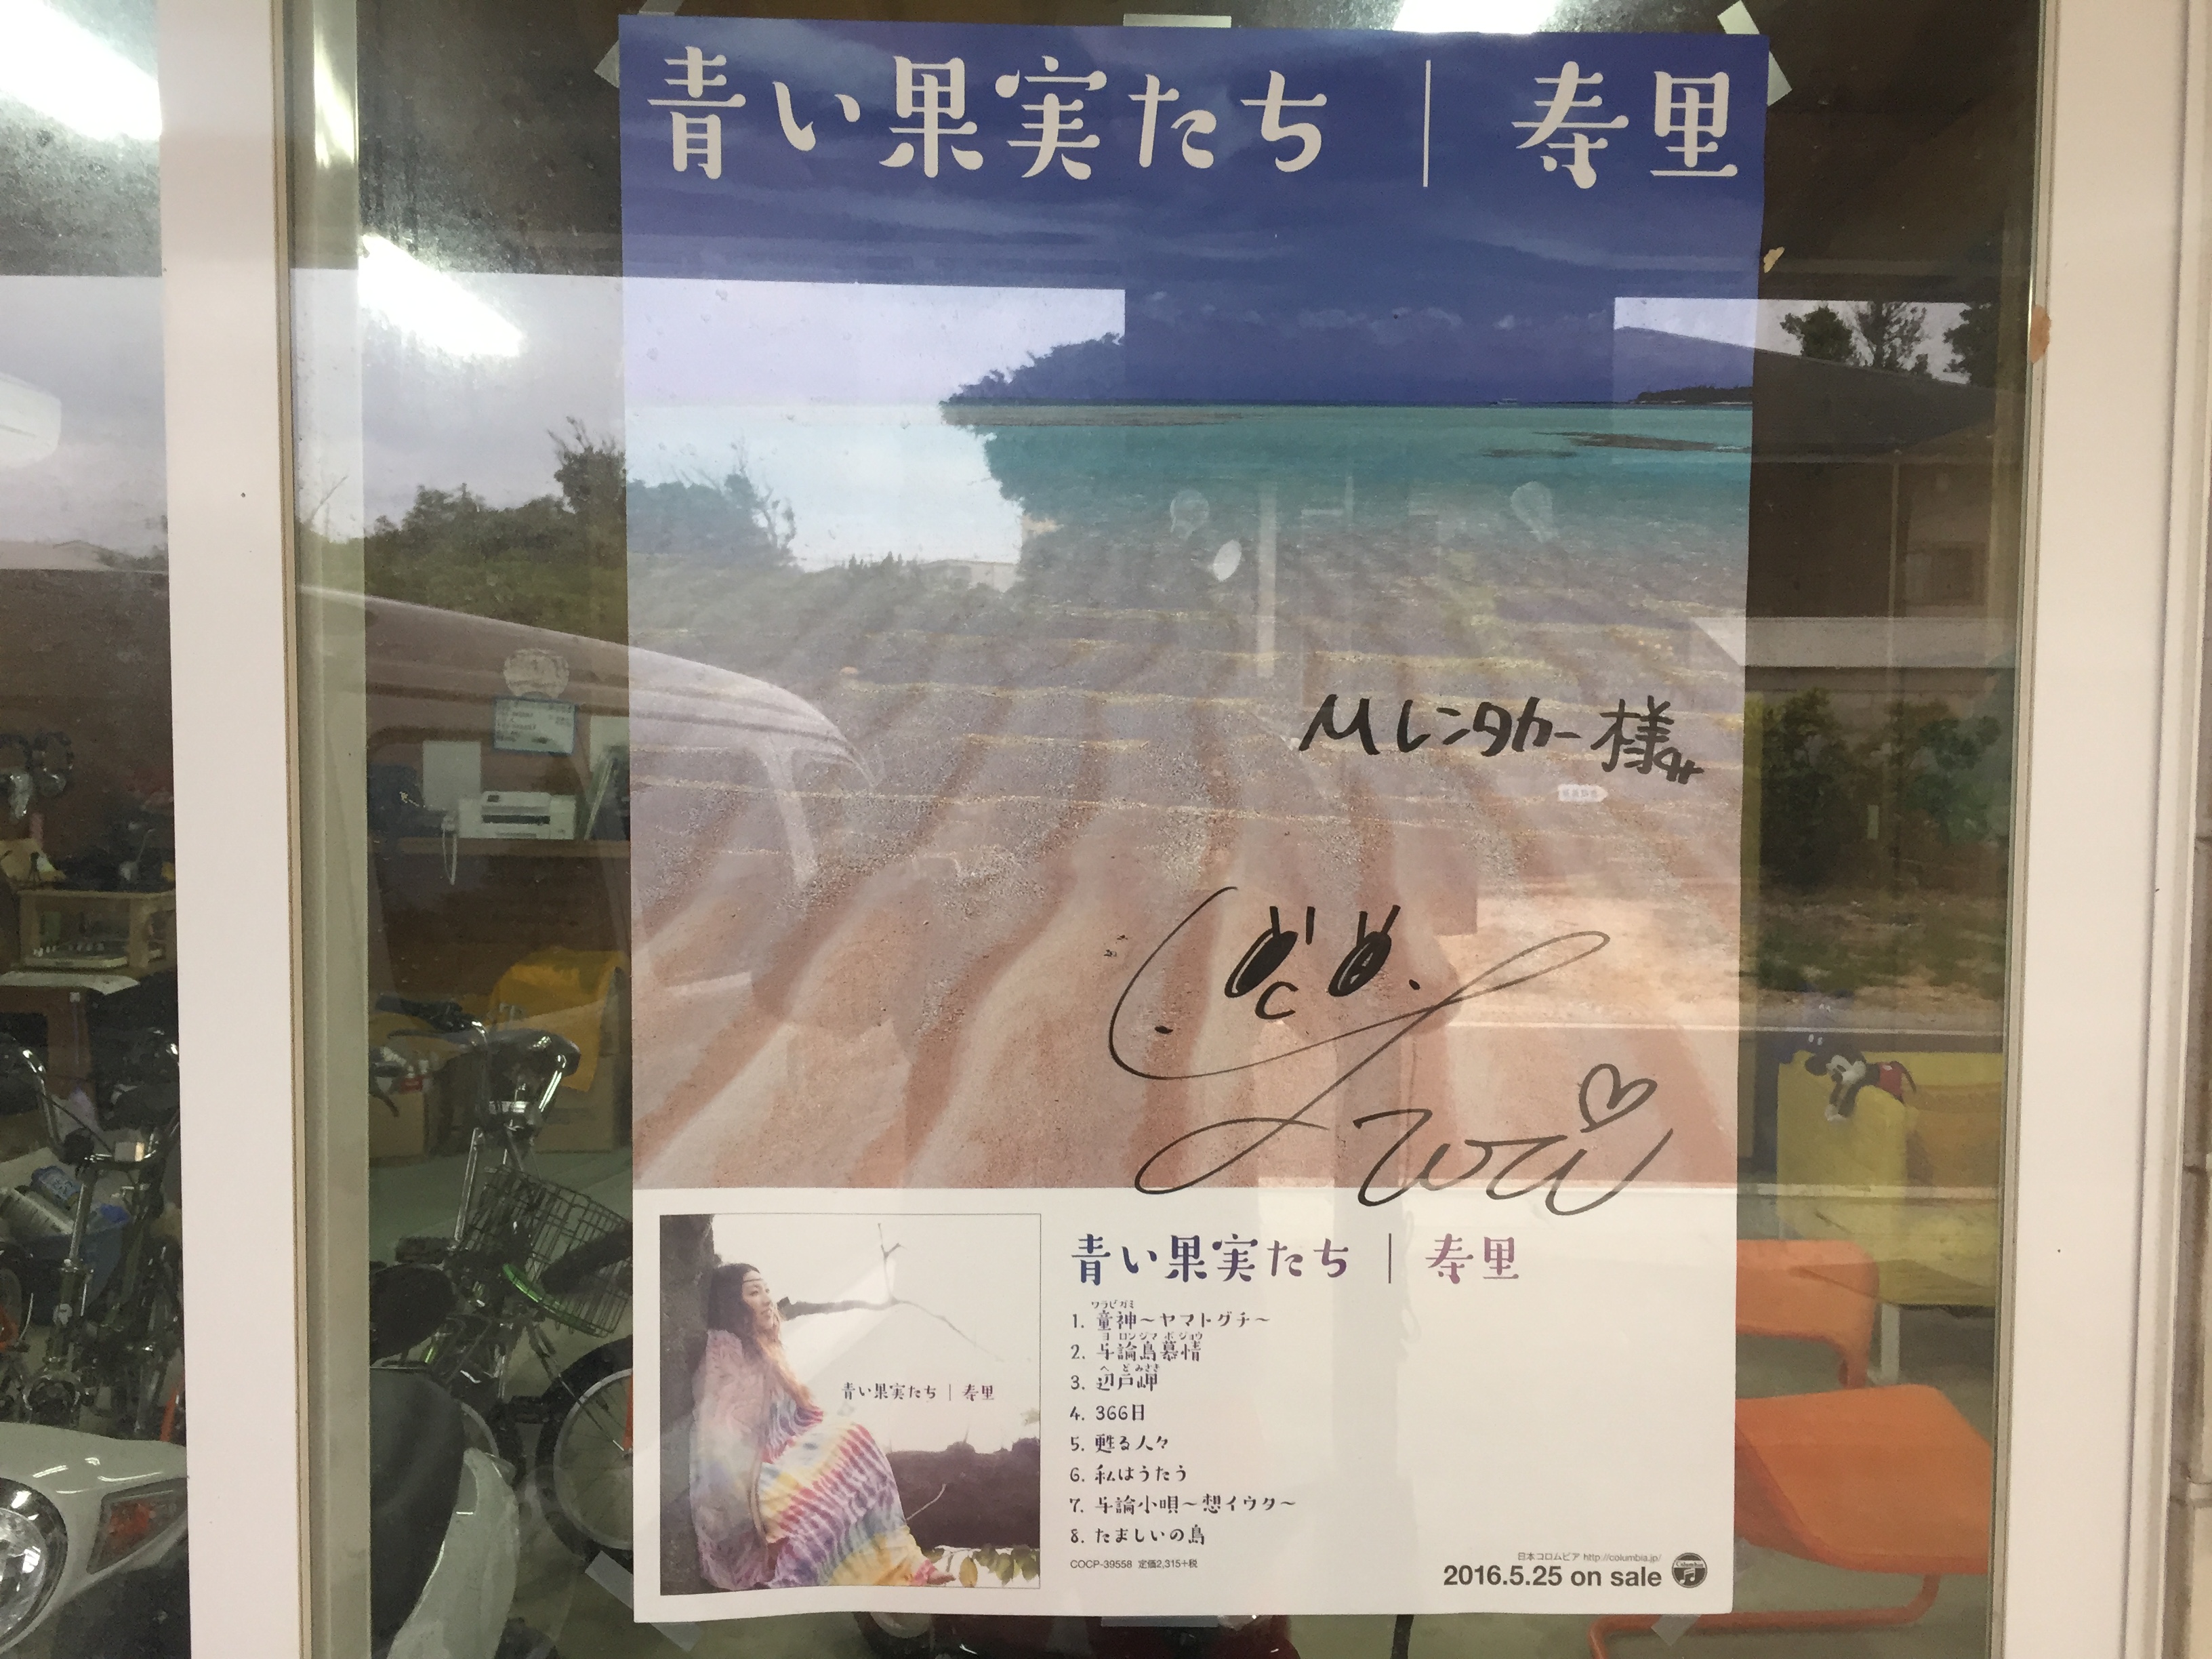 青い果実たち｜寿里
Mレンタカー様
青い果実たち｜寿里
青い果実たち｜寿里
ワラビガミ
1. 童神～ヤマトグチ～
ヨロンジマ ボジョウ
2. 与論島慕情
へどみさき
3. 辺戸岬
4. 366日
5. 甦る人々
6. 私はうたう
7. 与論小唄～想イウタ～
8. たましいの島
COCP-39558 定価2,315+税
日本コロムビア http://columbia.jp/
2016.5.25 on sale
Columbia